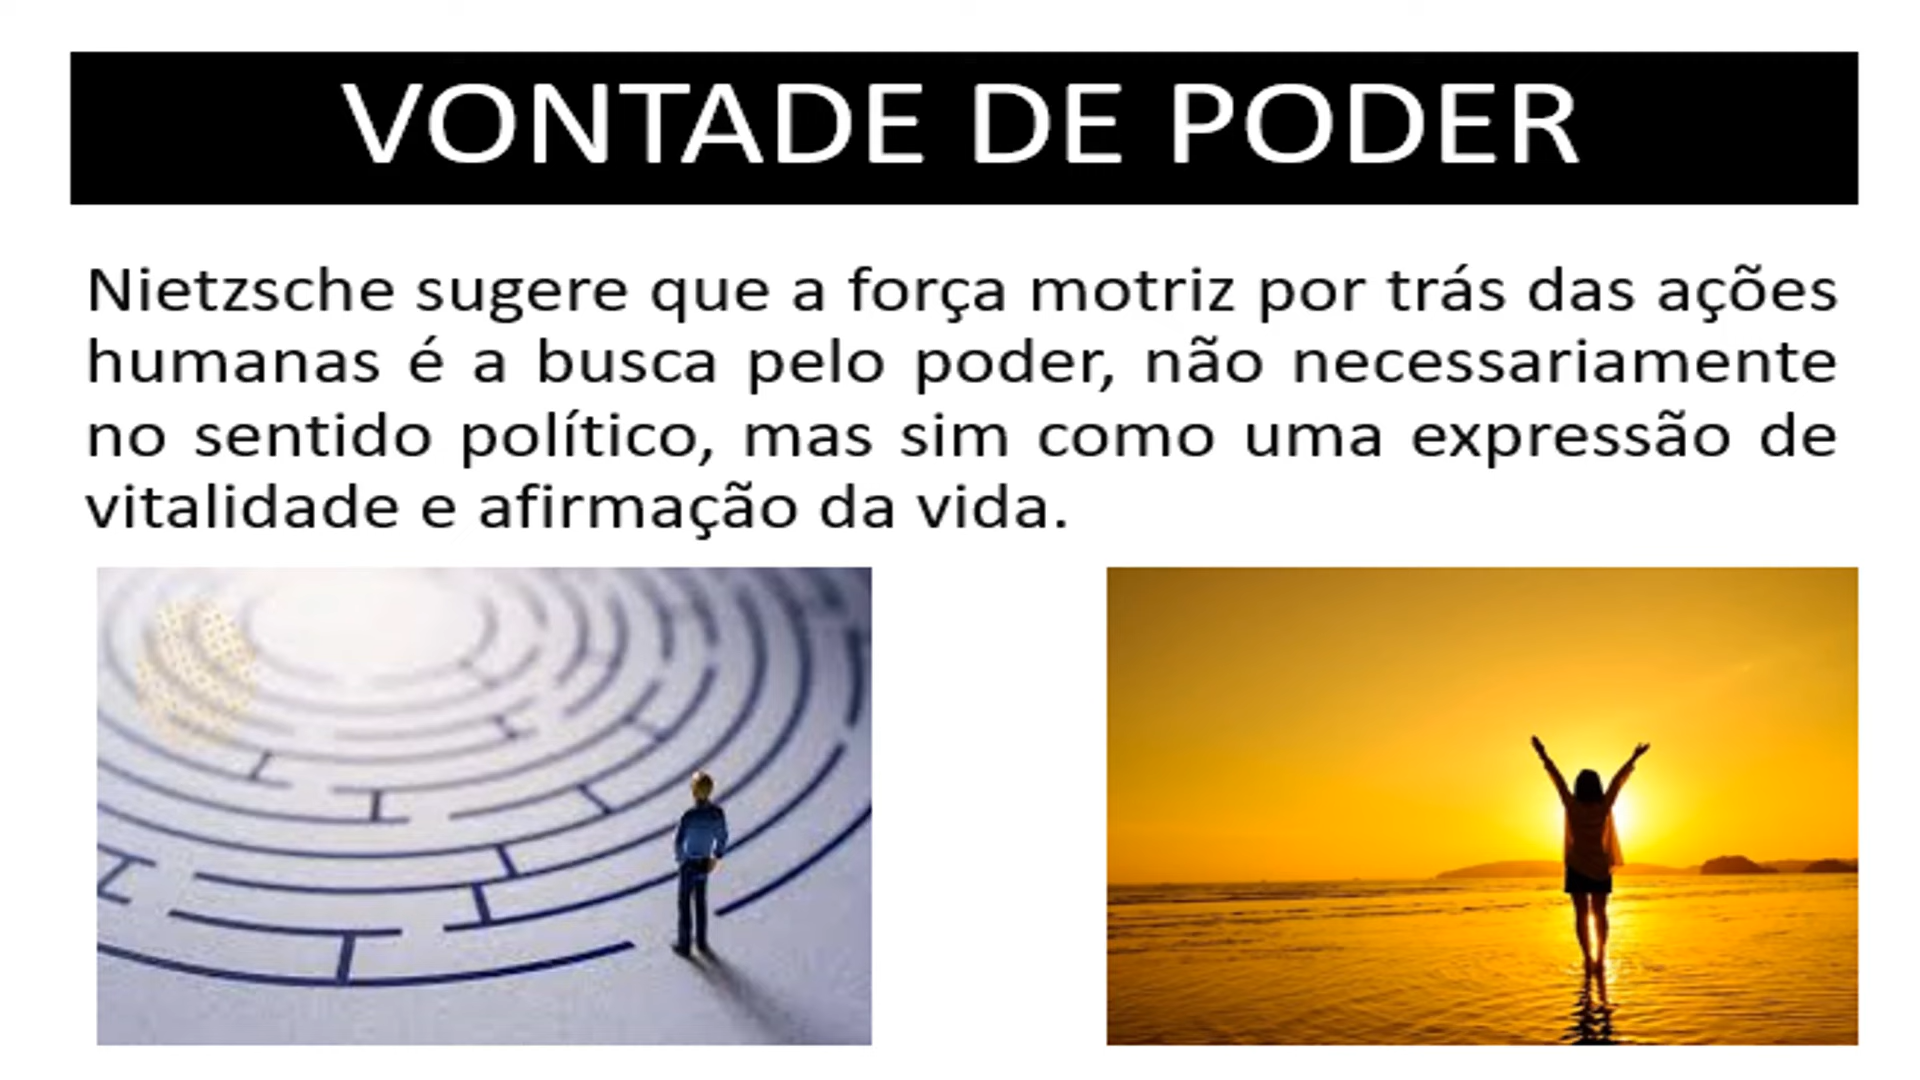 VONTADE DE PODER
Nietzsche sugere que a força motriz por trás das ações
humanas é a busca pelo poder, não necessariamente
no sentido político, mas sim como uma expressão de
vitalidade e afirmação da vida.